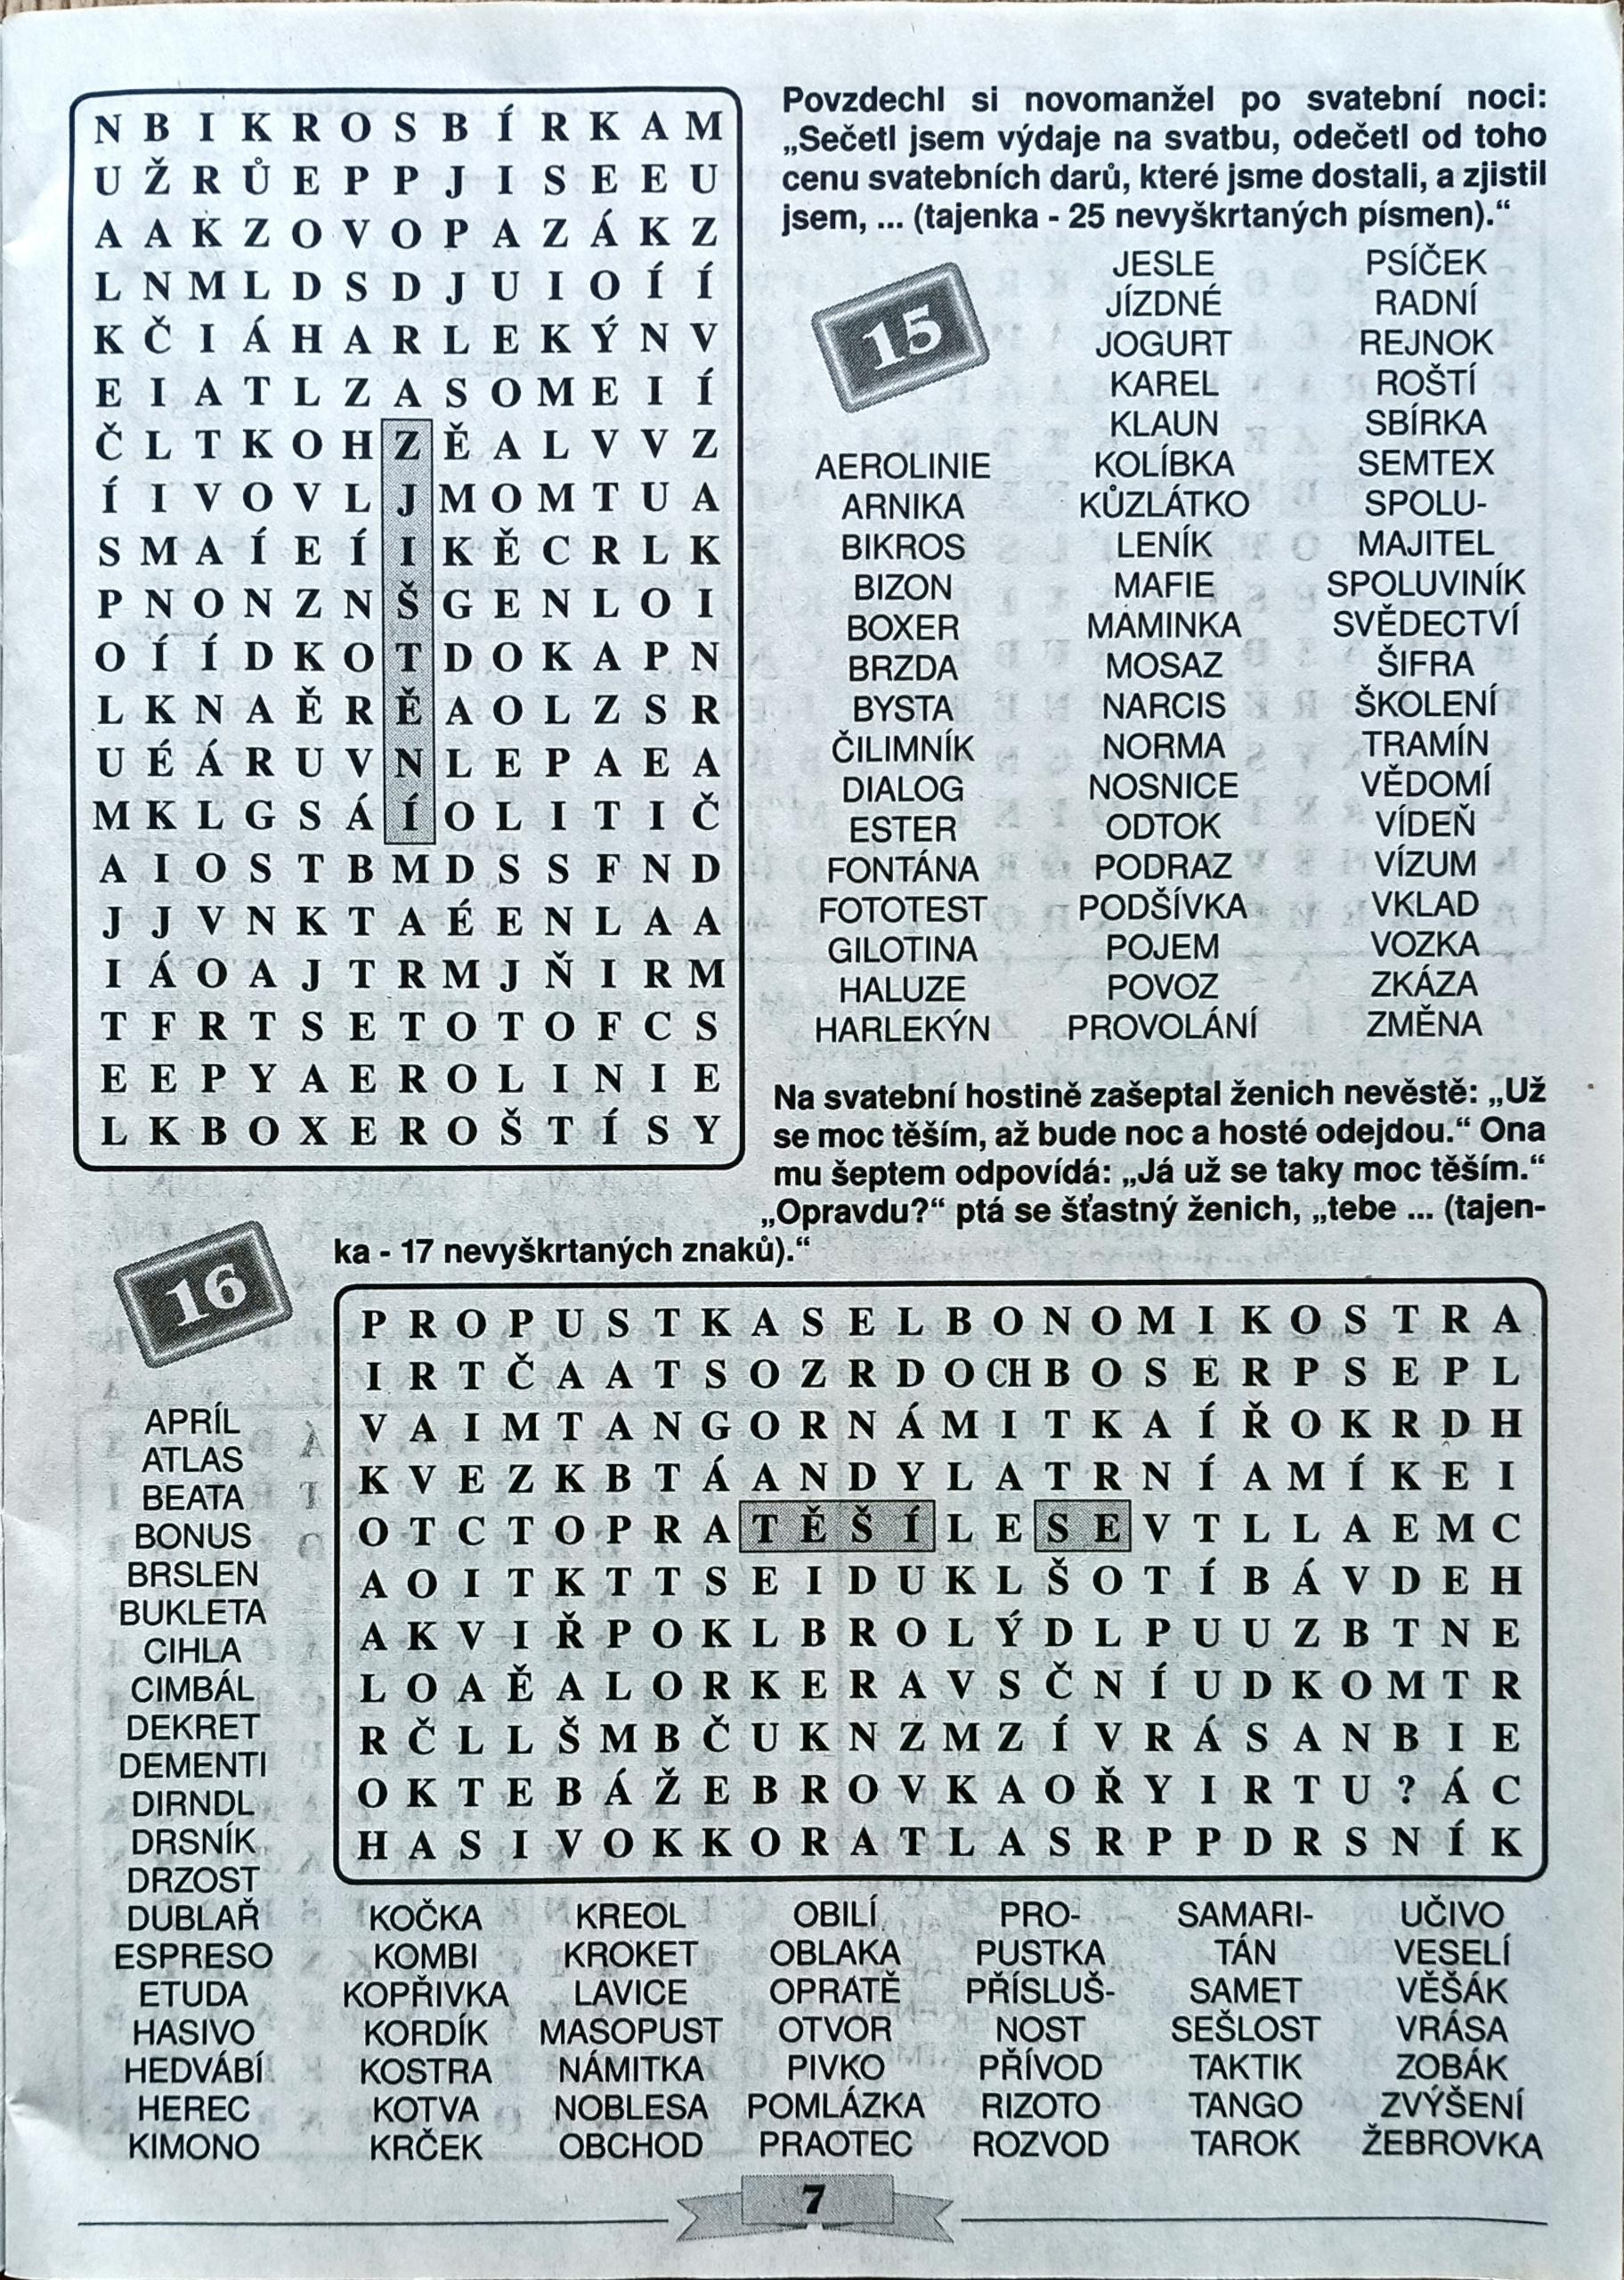 N B I K R O S B Í R K A M
U Ž R Ů E P P J I S E E U
A A K Z O V O P A Z Á K Z
L N M L D S D J U I O Í Í
K Č I Á H A R L E K Ý N V
E I A T L Z A S O M E I Í
Č L T K O H Z Ě A L V V Z
Í I V O V L J M O M T U A
S M A Í E Í I K Ě C R L K
P N O N Z N Š G E N L O I
O Í Í D K O T D O K A P N
L K N A Ě R Ě A O L Z S R
U É Á R U V N L E P A E A
M K L G S Á Í O L I T I Č
A I O S T B M D S S F N D
J J V N K T A É E N L A A
I Á O A J T R M J Ň I R M
T F R T S E T O T O F C S
E E P Y A E R O L I N I E
L K B O X E R O Š T Í S Y
Povzdechl si novomanžel po svatební noci:
„Sečetl jsem výdaje na svatbu, odečetl od toho
cenu svatebních darů, které jsme dostali, a zjistil
jsem, ... (tajenka - 25 nevyškrtaných písmen).“
15
AEROLINIE
ARNIKA
BIKROS
BIZON
BOXER
BRZDA
BYSTA
ČILIMNÍK
DIALOG
ESTER
FONTÁNA
FOTOTEST
GILOTINA
HALUZE
HARLEKÝN
JESLE
JÍZDNÉ
JOGURT
KAREL
KLAUN
KOLÍBKA
KŮZLÁTKO
LENÍK
MAFIE
MAMINKA
MOSAZ
NARCIS
NORMA
NOSNICE
ODTOK
PODRAZ
PODŠÍVKA
POJEM
POVOZ
PROVOLÁNÍ
PSÍČEK
RADNÍ
REJNOK
ROŠTÍ
SBÍRKA
SEMTEX
SPOLU-
MAJITEL
SPOLUVINÍK
SVĚDECTVÍ
ŠIFRA
ŠKOLENÍ
TRAMÍN
VĚDOMÍ
VÍDEŇ
VÍZUM
VKLAD
VOZKA
ZKÁZA
ZMĚNA
Na svatební hostině zašeptal ženich nevěstě: „Už
se moc těším, až bude noc a hosté odejdou.“ Ona
mu šeptem odpovídá: „Já už se taky moc těším.“
„Opravdu?“ ptá se šťastný ženich, „tebe ... (tajen-
ka - 17 nevyškrtaných znaků).“
16
P R O P U S T K A S E L B O N O M I K O S T R A
I R T Č A A T S O Z R D O CH B O S E R P S E P L
V A I M T A N G O R N Á M I T K A Í Ř O K R D H
K V E Z K B T Á A N D Y L A T R N Í A M Í K E I
O T C T O P R A T Ě Š Í L E S E V T L L A E M C
A O I T K T T S E I D U K L Š O T Í B Á V D E H
A K V I Ř P O K L B R O L Ý D L P U U Z B T N E
L O A Ě A L O R K E R A V S Č N Í U D K O M T R
R Č L L Š M B Č U K N Z M Z Í V R Á S A N B I E
O K T E B Á Ž E B R O V K A O Ř Y I R T U ? Á C
H A S I V O K K O R A T L A S R P P D R S N Í K
APRÍL
ATLAS
BEATA
BONUS
BRSLEN
BUKLETA
CIHLA
CIMBÁL
DEKRET
DEMENTI
DIRNDL
DRSNÍK
DRZOST
DUBLAŘ
ESPRESO
ETUDA
HASIVO
HEDVÁBÍ
HEREC
KIMONO
KOČKA
KOMBI
KOPŘIVKA
KORDÍK
KOSTRA
KOTVA
KRČEK
KREOL
KROKET
LAVICE
MASOPUST
NÁMITKA
NOBLESA
OBCHOD
OBILÍ
OBLAKA
OPRATĚ
OTVOR
PIVKO
POMLÁZKA
PRAOTEC
PRO-
PUSTKA
PŘÍSLUŠ-
NOST
PŘÍVOD
RIZOTO
ROZVOD
SAMARI-
TÁN
SAMET
SEŠLOST
TAKTIK
TANGO
TAROK
UČIVO
VESELÍ
VĚŠÁK
VRÁSA
ZOBÁK
ZVÝŠENÍ
ŽEBROVKA
7